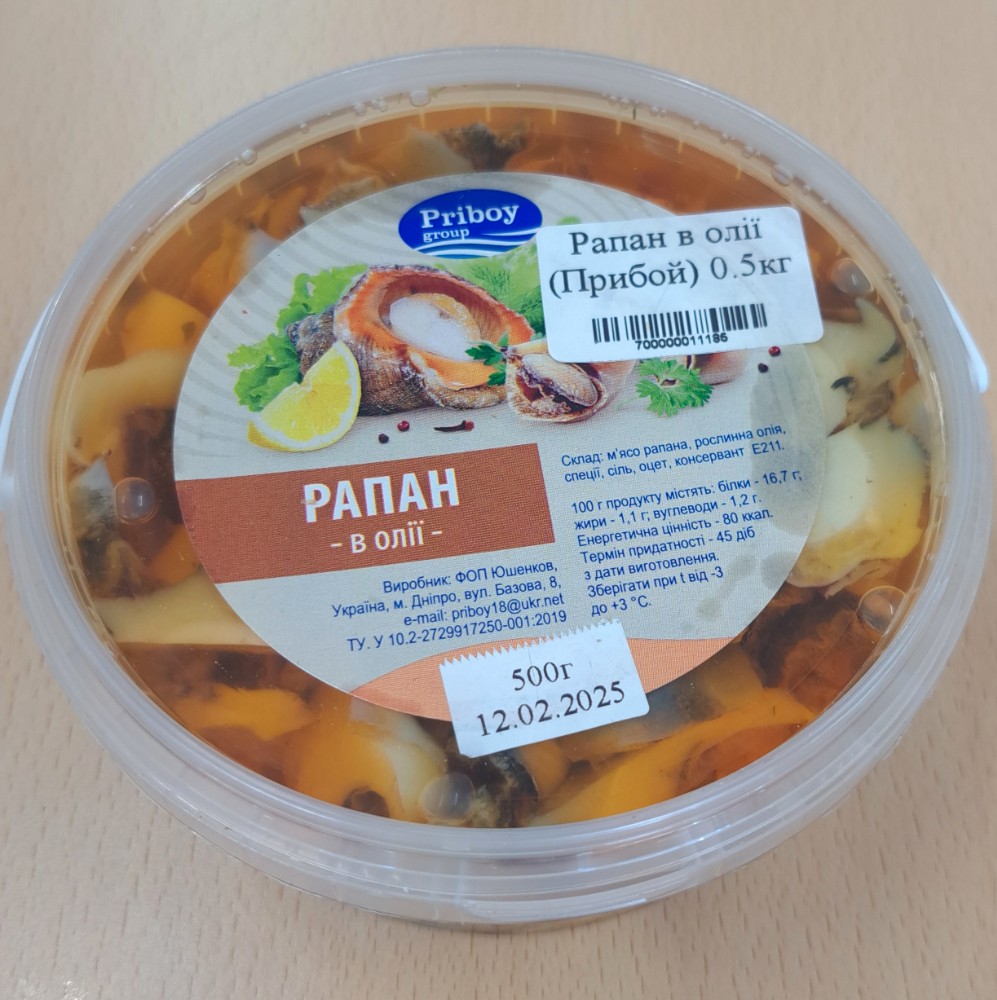 Priboy
group
Рапан в олії
(Прибой) 0.5кг
700000011186
РАПАН
- в олії -
Склад: м'ясо рапана, рослинна олія,
спеції, сіль, оцет, консервант Е211.
100 г продукту містять: білки - 16,7 г;
жири - 1,1 г; вуглеводи - 1,2 г.
Енергетична цінність - 80 ккал.
Термін придатності - 45 діб
з дати виготовлення.
Зберігати при t від -3
до +3 °C.
Виробник: ФОП Юшенков,
Україна, м. Дніпро, вул. Базова, 8,
e-mail: priboy18@ukr.net
ТУ. У 10.2-2729917250-001:2019
500г
12.02.2025